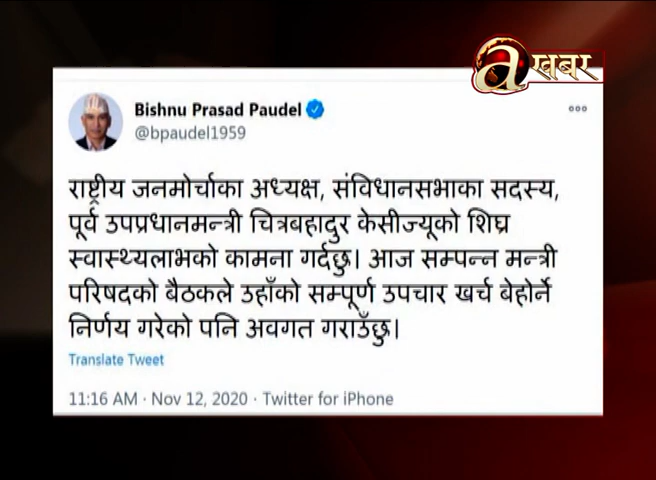 a खबर
Bishnu Prasad Paudel
@bpaudel1959
राष्ट्रीय जनमोर्चाका अध्यक्ष, संविधानसभाका सदस्य,
पूर्व उपप्रधानमन्त्री चित्रबहादुर केसीज्यूको शिघ्र
स्वास्थ्यलाभको कामना गर्दछु। आज सम्पन्न मन्त्री
परिषदको बैठकले उहाँको सम्पूर्ण उपचार खर्च बेहोर्ने
निर्णय गरेको पनि अवगत गराउँछु।
Translate Tweet
11:16 AM · Nov 12, 2020 · Twitter for iPhone